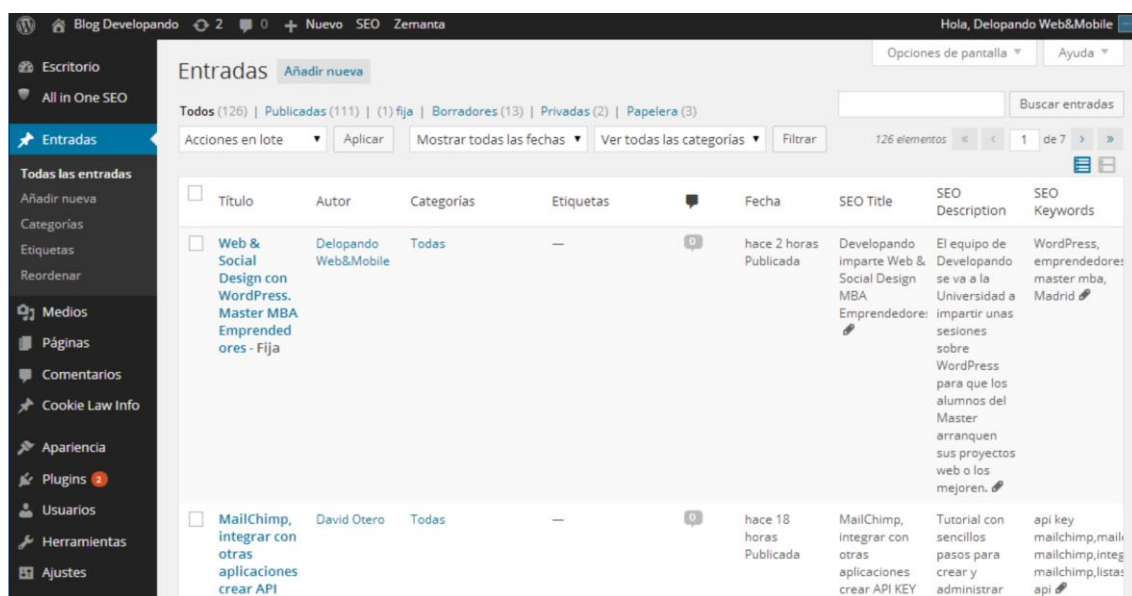 Blog Developando 2 0 + Nuevo SEO Zemanta Hola, Delopando Web&Mobile
Escritorio
All in One SEO
Entradas
Todas las entradas
Añadir nueva
Categorías
Etiquetas
Reordenar
Medios
Páginas
Comentarios
Cookie Law Info
Apariencia
Plugins 2
Usuarios
Herramientas
Ajustes
Opciones de pantalla Ayuda
Entradas Añadir nueva
Todos (126) | Publicadas (111) | (1) fija | Borradores (13) | Privadas (2) | Papelera (3)
Buscar entradas
Acciones en lote Aplicar Mostrar todas las fechas Ver todas las categorías Filtrar 126 elementos « ‹ 1 de 7 › »
Título Autor Categorías Etiquetas Fecha SEO Title SEO Description SEO Keywords
Web &
Social
Design con
WordPress.
Master MBA
Emprended
ores - Fija
Delopando
Web&Mobile
Todas
—
0
hace 2 horas
Publicada
Developando
imparte Web &
Social Design
MBA
Emprendedore
El equipo de
Developando
se va a la
Universidad a
impartir unas
sesiones
sobre
WordPress
para que los
alumnos del
Master
arranquen
sus proyectos
web o los
mejoren.
WordPress,
emprendedores
master mba,
Madrid
MailChimp,
integrar con
otras
aplicaciones
crear API
David Otero
Todas
—
0
hace 18
horas
Publicada
MailChimp,
integrar con
otras
aplicaciones
crear API KEY
Tutorial con
sencillos
pasos para
crear y
administrar
api key
mailchimp,mail
mailchimp,integ
mailchimp,listas
api